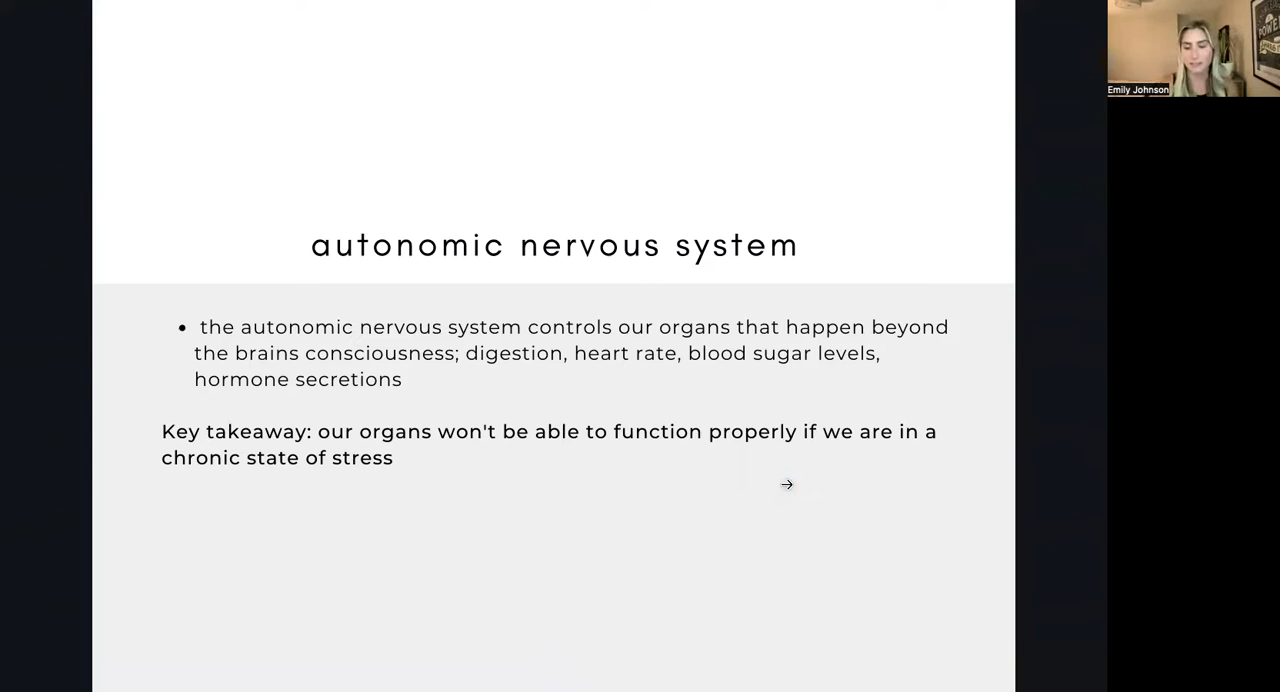 autonomic nervous system
• the autonomic nervous system controls our organs that happen beyond
the brains consciousness; digestion, heart rate, blood sugar levels,
hormone secretions
Key takeaway: our organs won't be able to function properly if we are in a
chronic state of stress
Emily Johnson
POWER